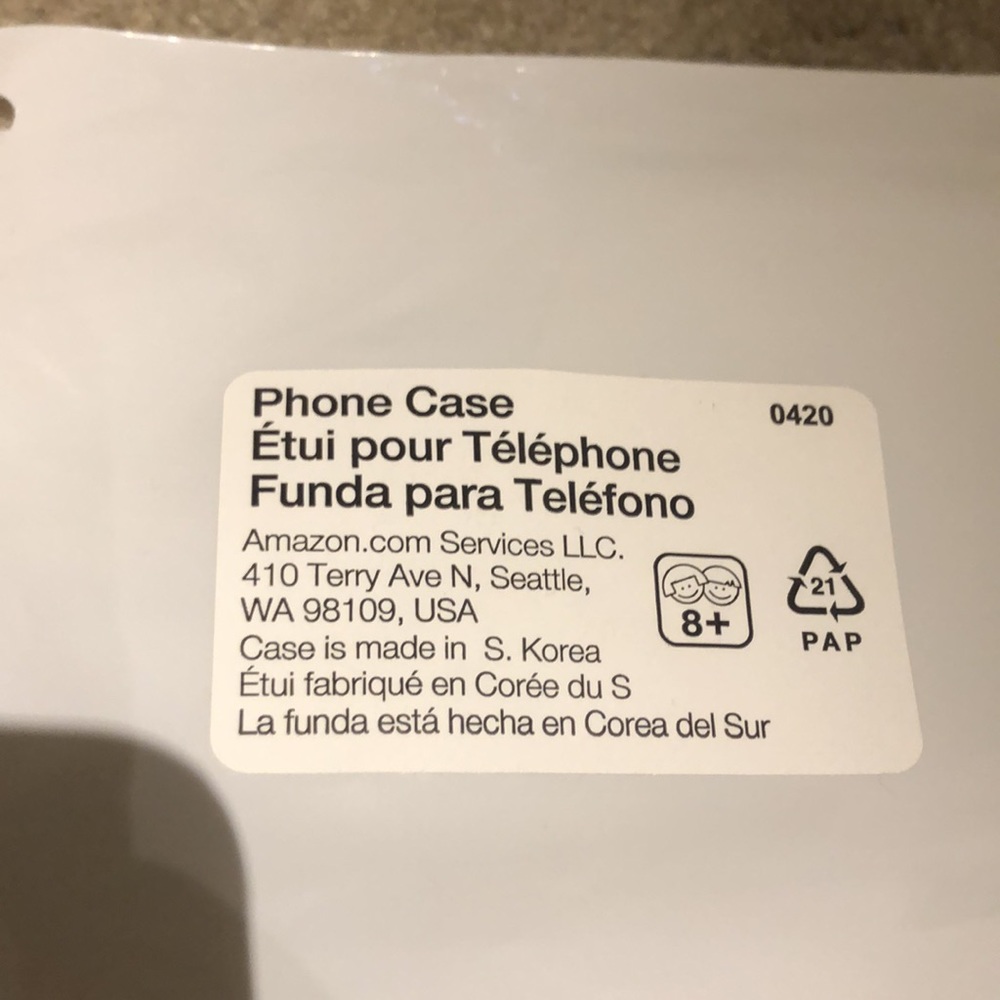 Phone Case
0420
Étui pour Téléphone
Funda para Teléfono
Amazon.com Services LLC.
410 Terry Ave N, Seattle,
WA 98109, USA
Case is made in S. Korea
Étui fabriqué en Corée du S
La funda está hecha en Corea del Sur
8+
21
PAP